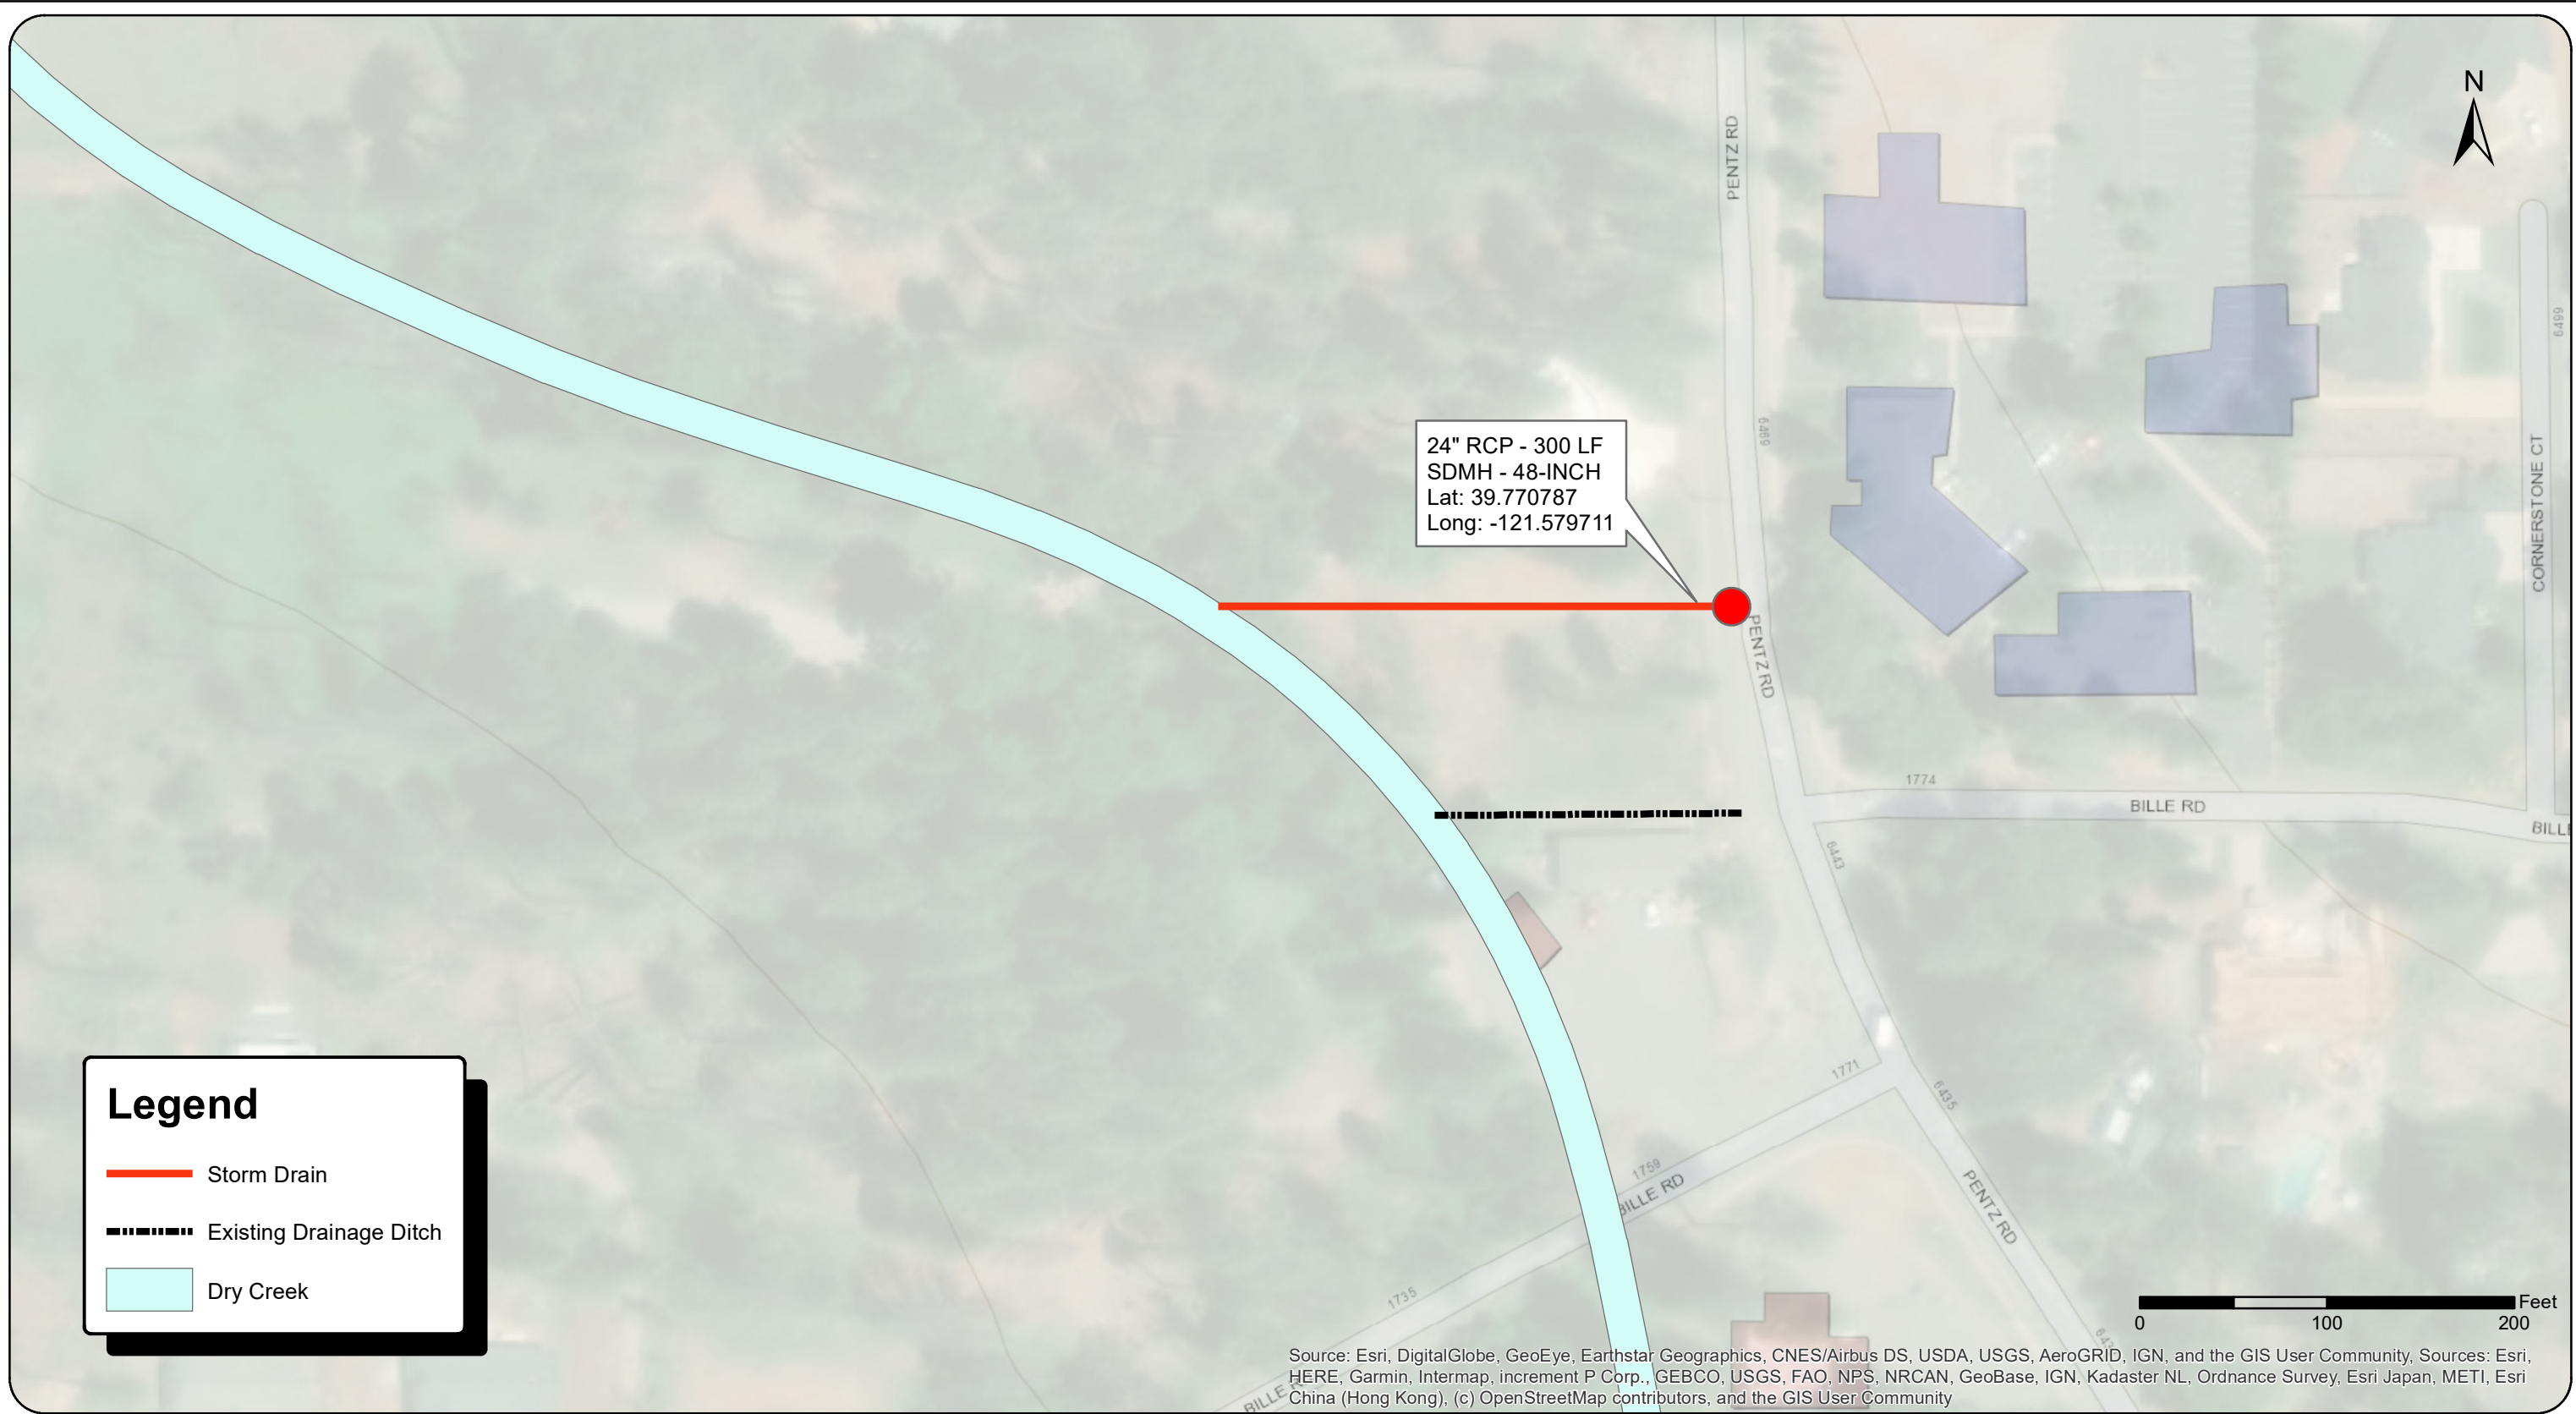 N
PENTZ RD
6499
6469
24" RCP - 300 LF
SDMH - 48-INCH
Lat: 39.770787
Long: -121.579711
CORNERSTONE CT
PENTZ RD
1774
BILLE RD
BILL
6443
1771
6435
1759
BILLE RD
PENTZ RD
1735
BILLE R
Legend
Storm Drain
Existing Drainage Ditch
Dry Creek
Feet
0 100 200
Source: Esri, DigitalGlobe, GeoEye, Earthstar Geographics, CNES/Airbus DS, USDA, USGS, AeroGRID, IGN, and the GIS User Community, Sources: Esri,
HERE, Garmin, Intermap, increment P Corp., GEBCO, USGS, FAO, NPS, NRCAN, GeoBase, IGN, Kadaster NL, Ordnance Survey, Esri Japan, METI, Esri
China (Hong Kong), (c) OpenStreetMap contributors, and the GIS User Community